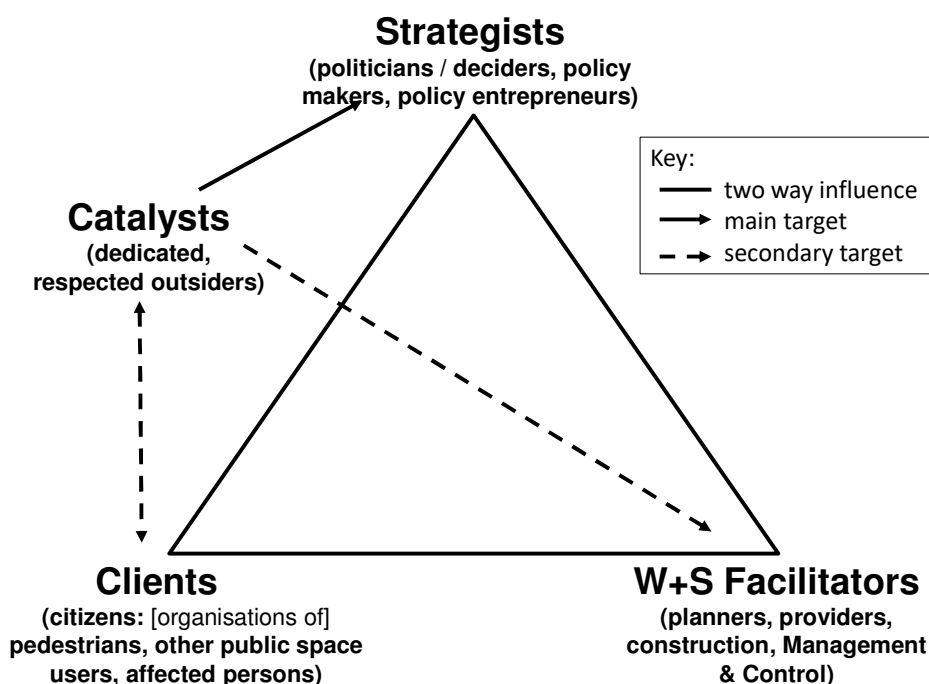 Strategists
(politicians / deciders, policy
makers, policy entrepreneurs)
Key:
two way influence
main target
secondary target
Catalysts
(dedicated,
respected outsiders)
Clients
(citizens: [organisations of]
pedestrians, other public space
users, affected persons)
W+S Facilitators
(planners, providers,
construction, Management
& Control)